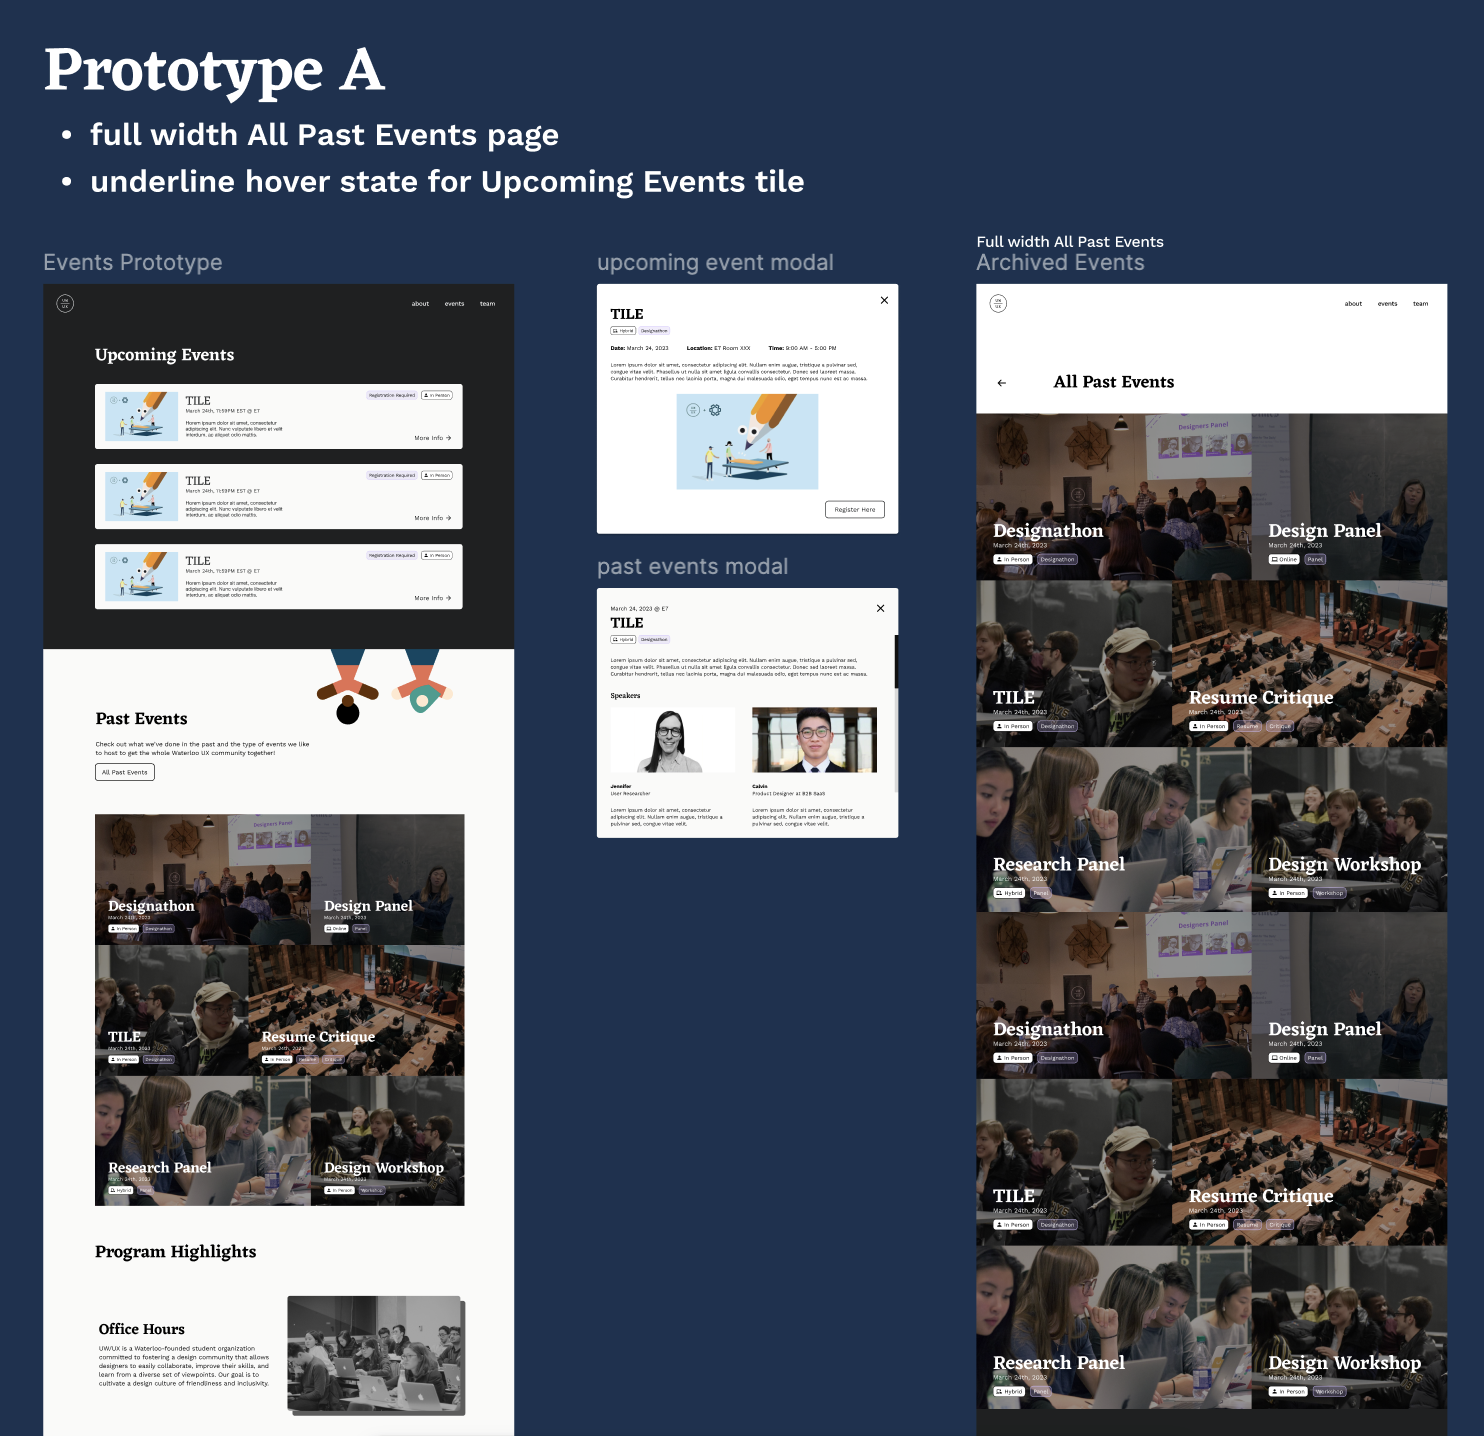 Prototype A
• full width All Past Events page
• underline hover state for Upcoming Events tile
Events Prototype
UW
UX
about events team
Upcoming Events
TILE
March 24th, 11:59PM EST @ E7
Horem ipsum dolor sit amet, consectetur
adipiscing elit. Nunc vulputate libero et velit
interdum, ac aliquet odio mattis.
Registration Required
In Person
More Info →
TILE
March 24th, 11:59PM EST @ E7
Horem ipsum dolor sit amet, consectetur
adipiscing elit. Nunc vulputate libero et velit
interdum, ac aliquet odio mattis.
Registration Required
In Person
More Info →
TILE
March 24th, 11:59PM EST @ E7
Horem ipsum dolor sit amet, consectetur
adipiscing elit. Nunc vulputate libero et velit
interdum, ac aliquet odio mattis.
Registration Required
In Person
More Info →
Past Events
Check out what we've done in the past and the type of events we like
to host to get the whole Waterloo UX community together!
All Past Events
Designers Panel
Designathon
March 24th, 2023
In Person Designathon
Design Panel
March 24th, 2023
Online Panel
TILE
March 24th, 2023
In Person Designathon
Resume Critique
March 24th, 2023
In Person Resume Critique
Research Panel
March 24th, 2023
Hybrid Panel
Design Workshop
March 24th, 2023
In Person Workshop
Program Highlights
Office Hours
UW/UX is a Waterloo-founded student organization
committed to fostering a design community that allows
designers to easily collaborate, improve their skills, and
learn from a diverse set of viewpoints. Our goal is to
cultivate a design culture of friendliness and inclusivity.
upcoming event modal
TILE
Hybrid Designathon
Date: March 24, 2023 Location: E7 Room XXX Time: 9:00 AM - 5:00 PM
Lorem ipsum dolor sit amet, consectetur adipiscing elit. Nullam enim augue, tristique a pulvinar sed,
congue vitae velit. Phasellus ut nulla sit amet ligula convallis consectetur. Donec sed laoreet massa.
Curabitur hendrerit, tellus nec lacinia porta, magna dui malesuada odio, eget tempus nunc est ac massa.
Register Here
past events modal
March 24, 2023 @ E7
TILE
Hybrid Designathon
Lorem ipsum dolor sit amet, consectetur adipiscing elit. Nullam enim augue, tristique a pulvinar sed,
congue vitae velit. Phasellus ut nulla sit amet ligula convallis consectetur. Donec sed laoreet massa.
Curabitur hendrerit, tellus nec lacinia porta, magna dui malesuada odio, eget tempus nunc est ac massa.
Speakers
Jennifer
User Researcher
Lorem ipsum dolor sit amet, consectetur
adipiscing elit. Nullam enim augue, tristique a
pulvinar sed, congue vitae velit.
Calvin
Product Designer at B2B SaaS
Lorem ipsum dolor sit amet, consectetur
adipiscing elit. Nullam enim augue, tristique a
pulvinar sed, congue vitae velit.
Full width All Past Events
Archived Events
UW
UX
about events team
← All Past Events
Designers Panel
Designathon
March 24th, 2023
In Person Designathon
Design Panel
March 24th, 2023
Online Panel
TILE
March 24th, 2023
In Person Designathon
Resume Critique
March 24th, 2023
In Person Resume Critique
Research Panel
March 24th, 2023
Hybrid Panel
Design Workshop
March 24th, 2023
In Person Workshop
Designers Panel
Designathon
March 24th, 2023
In Person Designathon
Design Panel
March 24th, 2023
Online Panel
TILE
March 24th, 2023
In Person Designathon
Resume Critique
March 24th, 2023
In Person Resume Critique
Research Panel
March 24th, 2023
Hybrid Panel
Design Workshop
March 24th, 2023
In Person Workshop